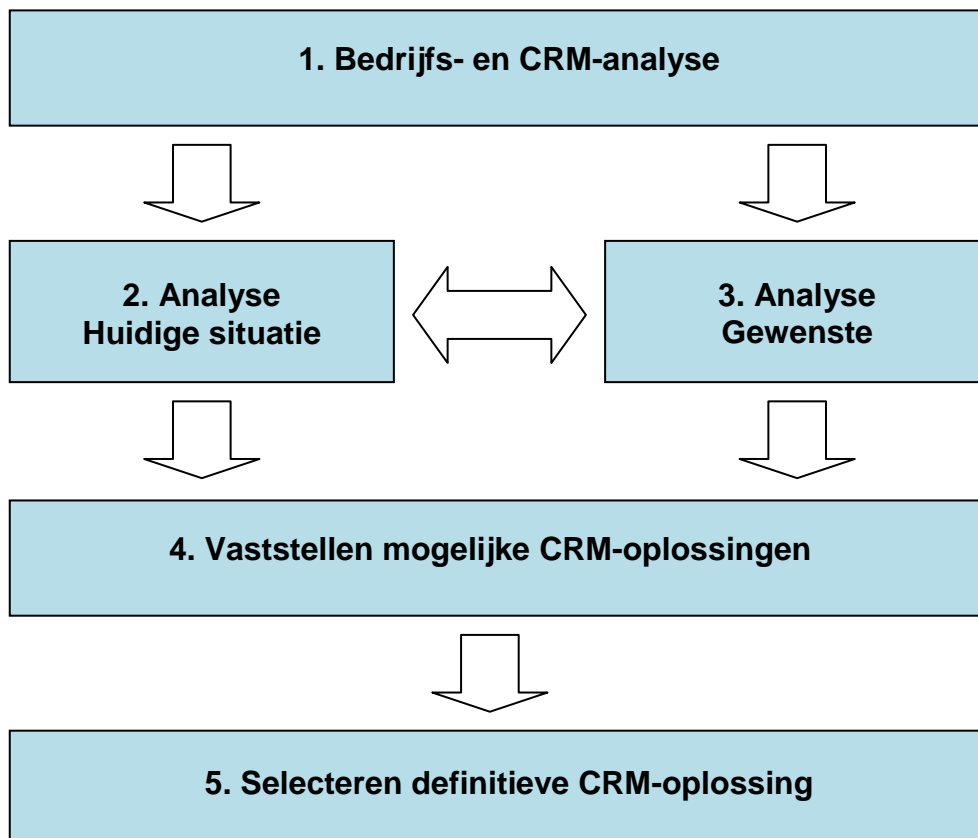 1. Bedrijfs- en CRM-analyse
2. Analyse
Huidige situatie
3. Analyse
Gewenste
4. Vaststellen mogelijke CRM-oplossingen
5. Selecteren definitieve CRM-oplossing